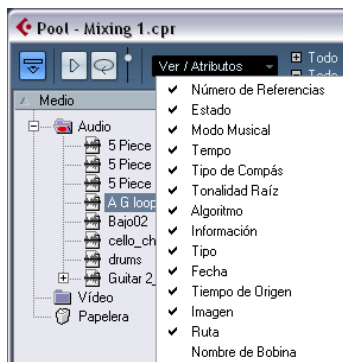 Pool - Mixing 1.cpr
Ver / Atributos
Todo
Todo
Medio
Audio
5 Piece
5 Piece
5 Piece
A G loop
Bajo02
cello_ch
drums
Guitar 2_
Vídeo
Papelera
Número de Referencias
Estado
Modo Musical
Tempo
Tipo de Compás
Tonalidad Raíz
Algoritmo
Información
Tipo
Fecha
Tiempo de Origen
Imagen
Ruta
Nombre de Bobina